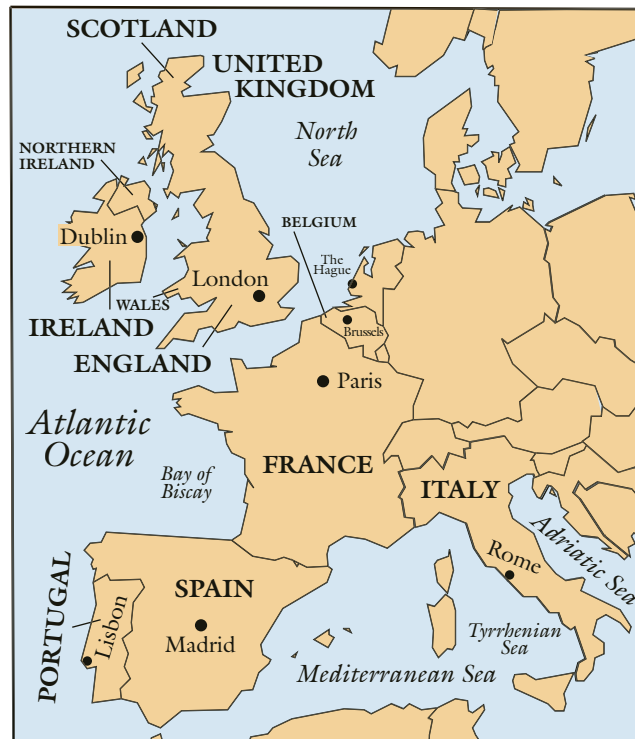 SCOTLAND
UNITED
KINGDOM
North
Sea
NORTHERN
IRELAND
BELGIUM
Dublin
The
Hague
London
WALES
Brussels
IRELAND
ENGLAND
Paris
Atlantic
Ocean
Bay of
Biscay
FRANCE
ITALY
Adriatic Sea
Rome
PORTUGAL
Lisbon
SPAIN
Madrid
Tyrrhenian
Sea
Mediterranean Sea